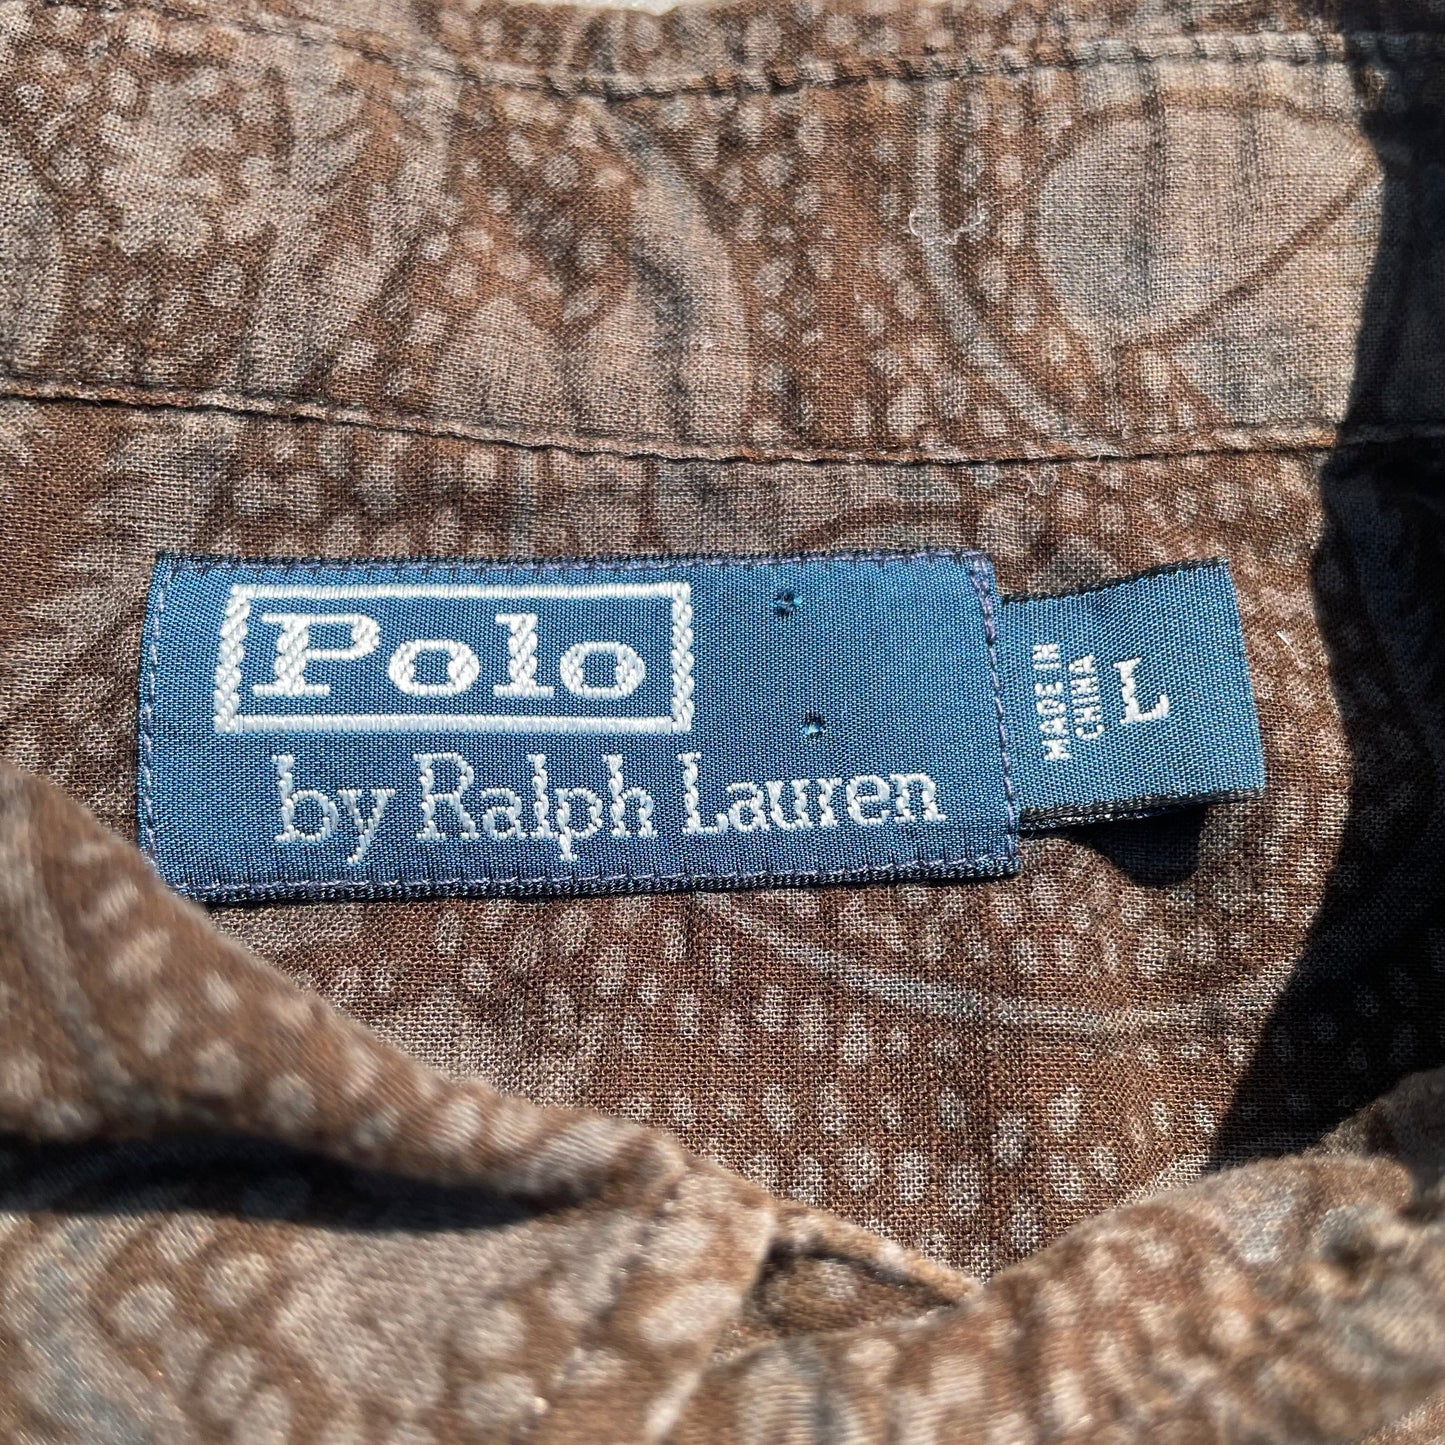 Polo
by Ralph Lauren
MADE IN
CHINA
L